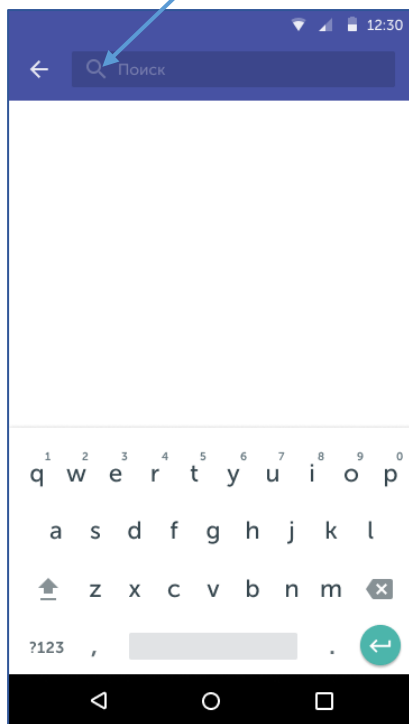 12:30
Поиск
1 2 3 4 5 6 7 8 9 0
q w e r t y u i o p
a s d f g h j k l
z x c v b n m
?123 , .